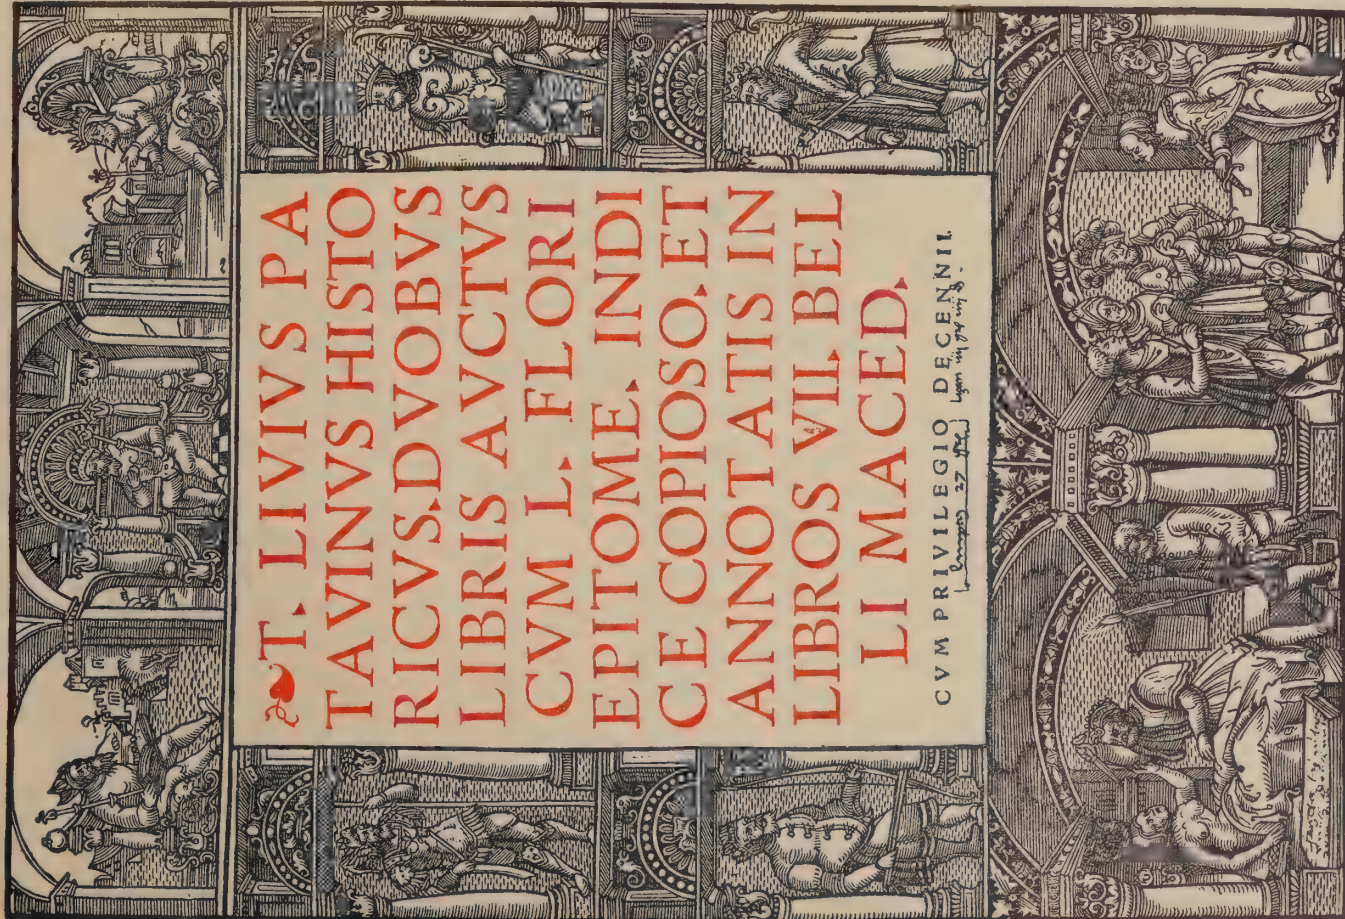 T. LIVIVS PA
TAVINVS HISTO
RICVS. DVOBVS
LIBRIS AVCTVS
CVM L. FLORI
EPITOME. INDI
CE COPIOSO. ET
ANNOTATIS IN
LIBROS VII. BEL
LI MACED.
CVM PRIVILEGIO DECENNII.